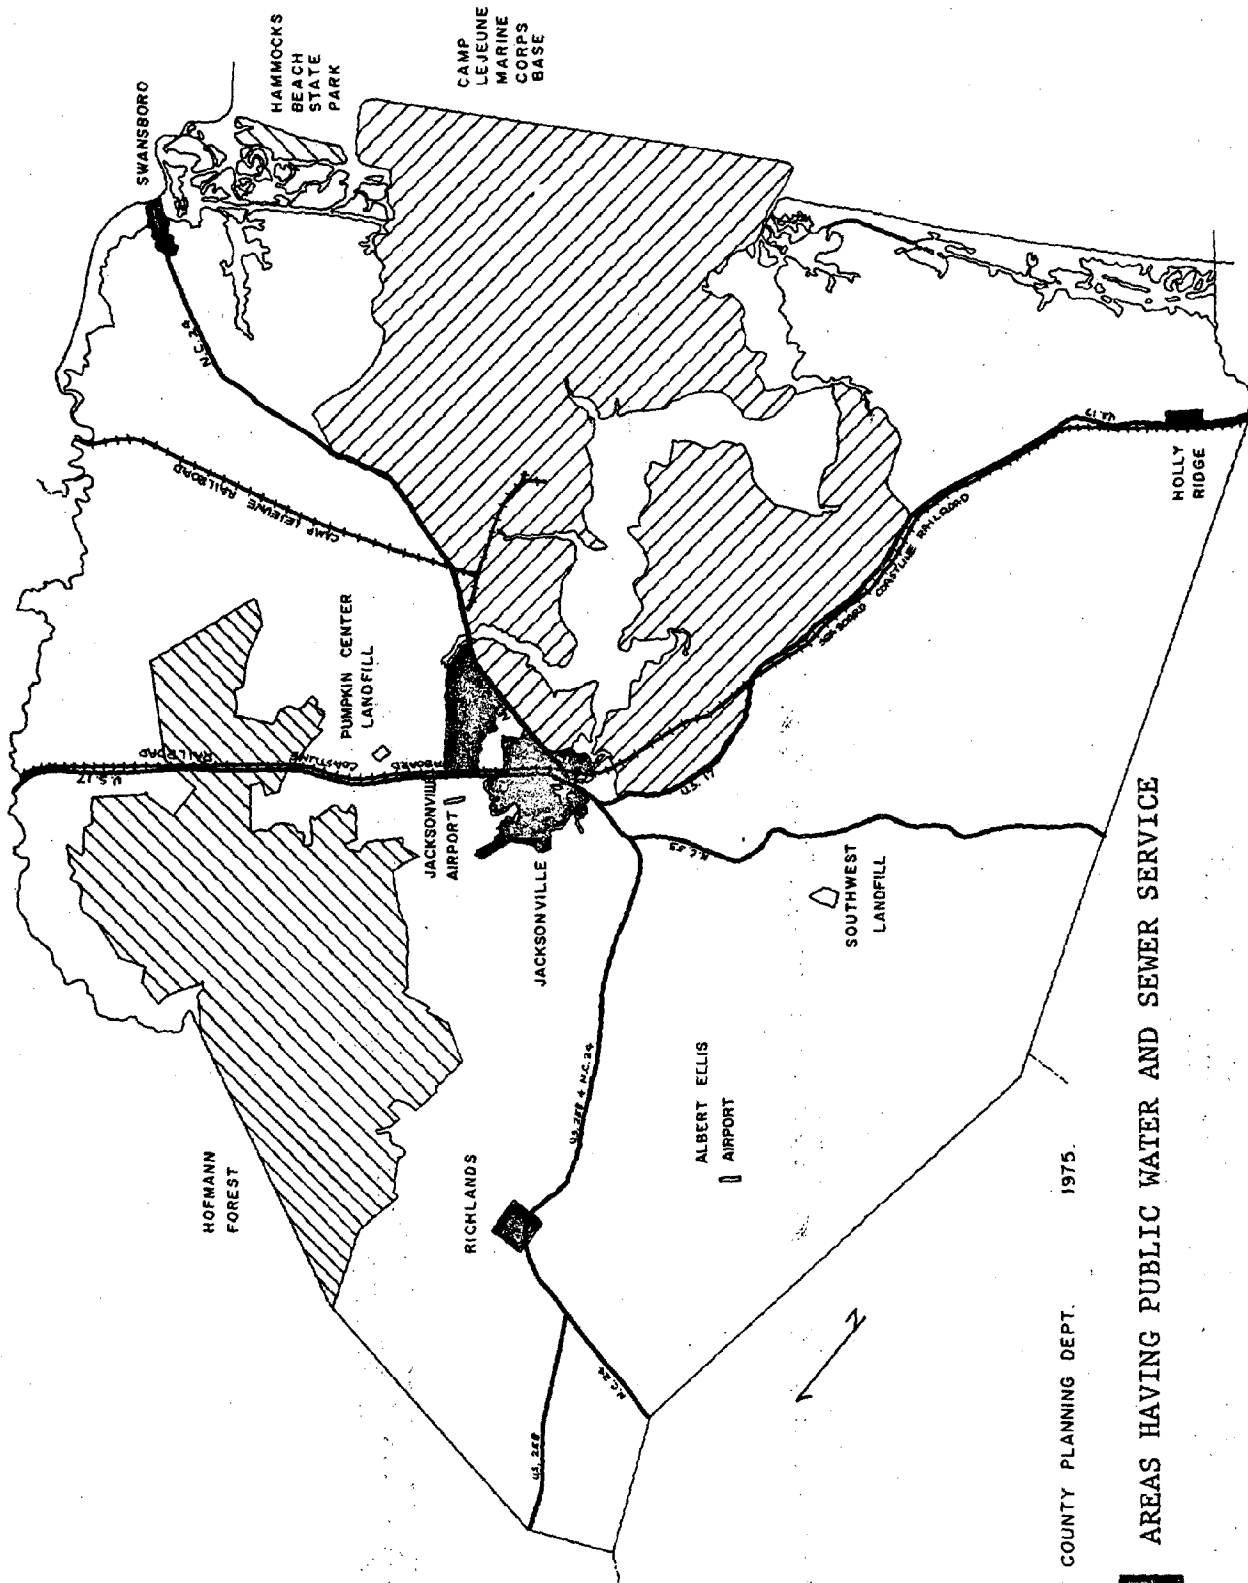 HOFMANN
FOREST
RICHLANDS
U.S. 258
N.C. 24
U.S. 258 & N.C. 24
ALBERT ELLIS
AIRPORT
JACKSONVILLE
JACKSONVILLE
AIRPORT
PUMPKIN CENTER
LANDFILL
U.S. 17
COASTLINE RAILROAD
SOUTHWEST
LANDFILL
N.C. 53
U.S. 17
CAMP LEJEUNE RAILROAD
N.C. 24
SWANSBORO
HAMMOCKS
BEACH
STATE
PARK
CAMP
LEJEUNE
MARINE
CORPS
BASE
SEABOARD COASTLINE RAILROAD
U.S. 17
HOLLY
RIDGE
COUNTY PLANNING DEPT. 1975.
AREAS HAVING PUBLIC WATER AND SEWER SERVICE